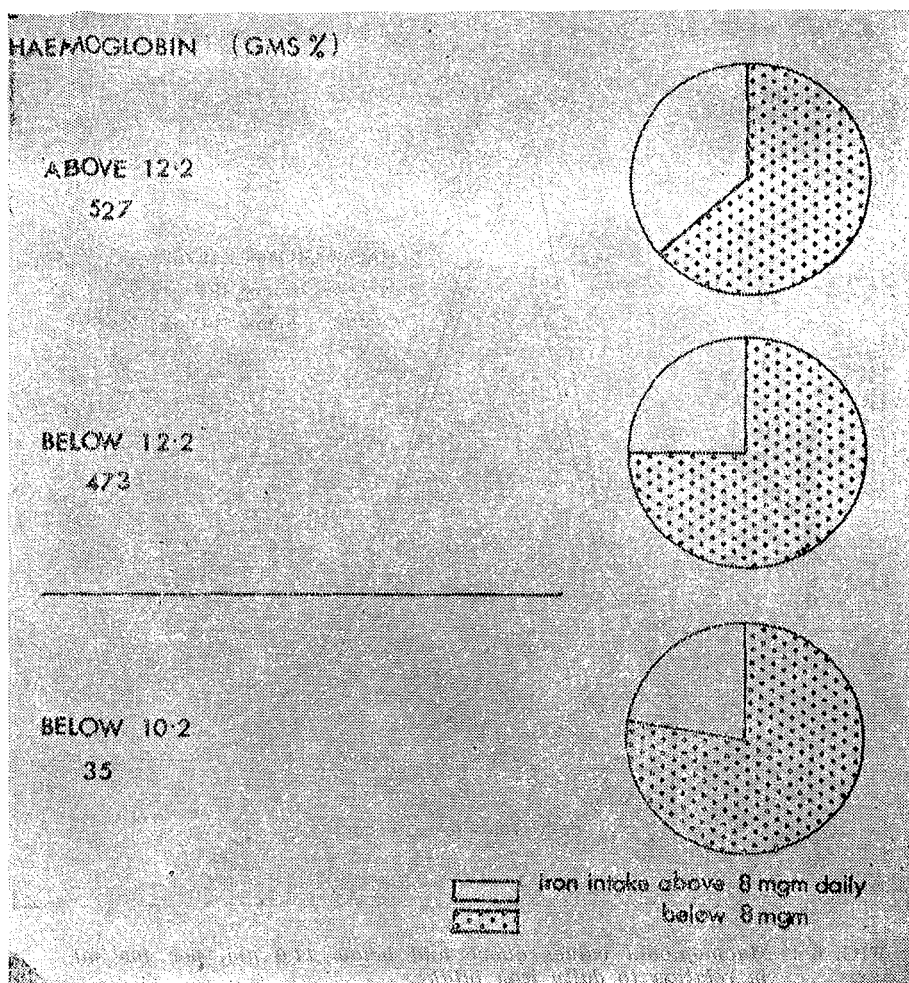 HAEMOGLOBIN (GMS %)
ABOVE 12·2
527
BELOW 12·2
473
BELOW 10·2
35
iron intake above 8 mgm daily
below 8 mgm